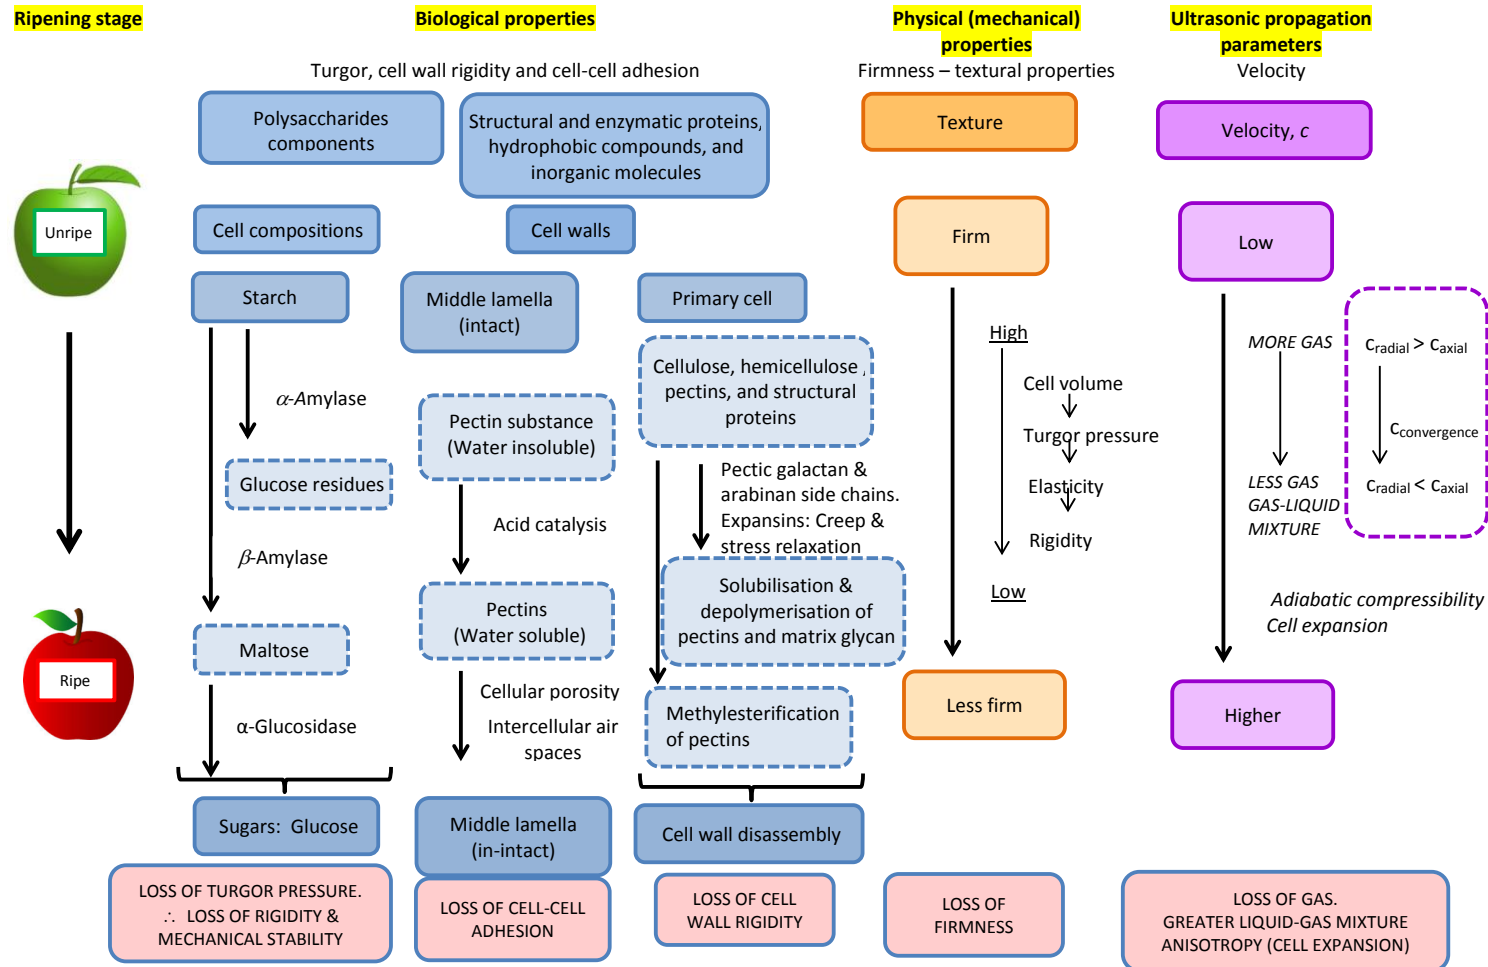 Ripening stage
Biological properties
Physical (mechanical)
properties
Ultrasonic propagation
parameters
Turgor, cell wall rigidity and cell-cell adhesion
Firmness – textural properties
Velocity
Polysaccharides
components
Structural and enzymatic proteins,
hydrophobic compounds, and
inorganic molecules
Texture
Velocity, c
Unripe
Cell compositions
Cell walls
Firm
Low
Starch
Middle lamella
(intact)
Primary cell
High
MORE GAS
c_radial > c_axial
Cellulose, hemicellulose,
pectins, and structural
proteins
α-Amylase
Cell volume
Pectin substance
(Water insoluble)
Turgor pressure
c_convergence
Glucose residues
Pectic galactan &
arabinan side chains.
Expansins: Creep &
stress relaxation
Elasticity
LESS GAS
GAS-LIQUID
MIXTURE
c_radial < c_axial
Acid catalysis
Rigidity
β-Amylase
Low
Pectins
(Water soluble)
Solubilisation &
depolymerisation of
pectins and matrix glycan
Adiabatic compressibility
Cell expansion
Maltose
Ripe
Cellular porosity
Intercellular air
spaces
Methylesterification
of pectins
Less firm
Higher
α-Glucosidase
Sugars: Glucose
Middle lamella
(in-intact)
Cell wall disassembly
LOSS OF TURGOR PRESSURE.
∴ LOSS OF RIGIDITY &
MECHANICAL STABILITY
LOSS OF CELL-CELL
ADHESION
LOSS OF CELL
WALL RIGIDITY
LOSS OF
FIRMNESS
LOSS OF GAS.
GREATER LIQUID-GAS MIXTURE
ANISOTROPY (CELL EXPANSION)